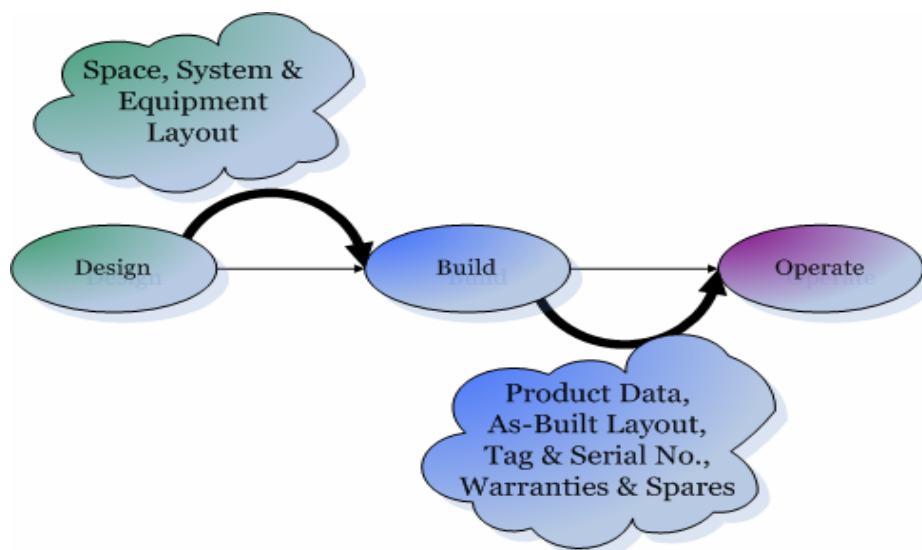 Space, System &
Equipment
Layout
Design
Build
Operate
Product Data,
As-Built Layout,
Tag & Serial No.,
Warranties & Spares